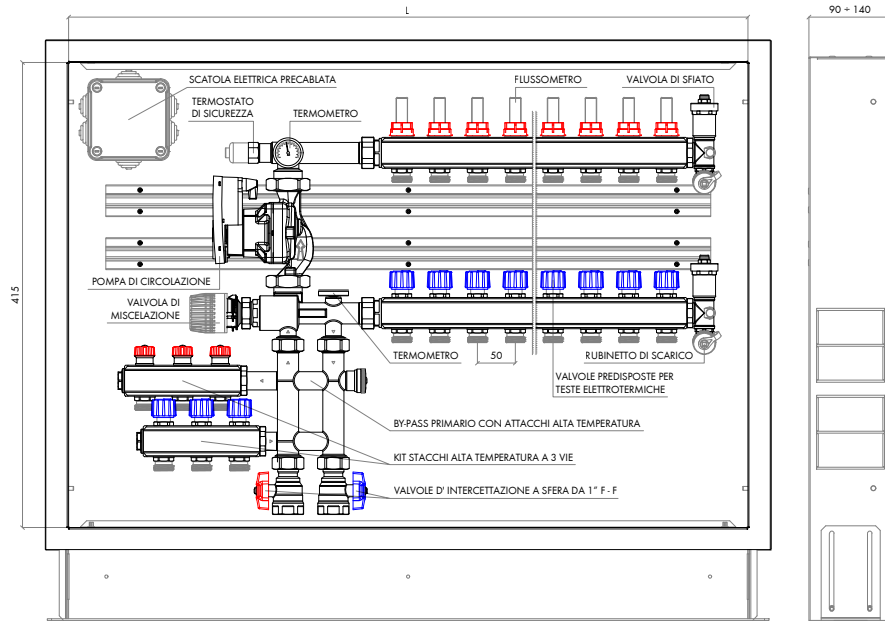 L
90 ÷ 140
SCATOLA ELETTRICA PRECABLATA
FLUSSOMETRO
VALVOLA DI SFIATO
TERMOSTATO
DI SICUREZZA
TERMOMETRO
415
POMPA DI CIRCOLAZIONE
VALVOLA DI
MISCELAZIONE
TERMOMETRO
50
RUBINETTO DI SCARICO
VALVOLE PREDISPOSTE PER
TESTE ELETTROTERMICHE
BY-PASS PRIMARIO CON ATTACCHI ALTA TEMPERATURA
KIT STACCHI ALTA TEMPERATURA A 3 VIE
VALVOLE D' INTERCETTAZIONE A SFERA DA 1" F - F